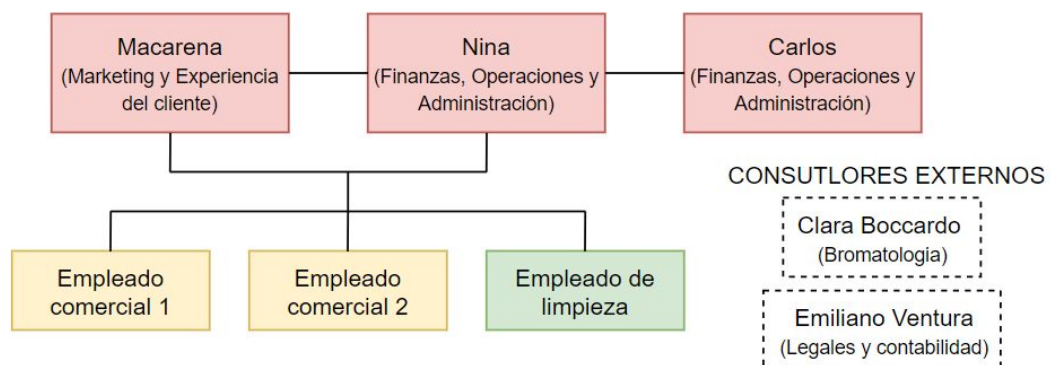 Macarena
(Marketing y Experiencia
del cliente)
Nina
(Finanzas, Operaciones y
Administración)
Carlos
(Finanzas, Operaciones y
Administración)
CONSUTLORES EXTERNOS
Clara Boccardo
(Bromatologia)
Emiliano Ventura
(Legales y contabilidad)
Empleado
comercial 1
Empleado
comercial 2
Empleado de
limpieza